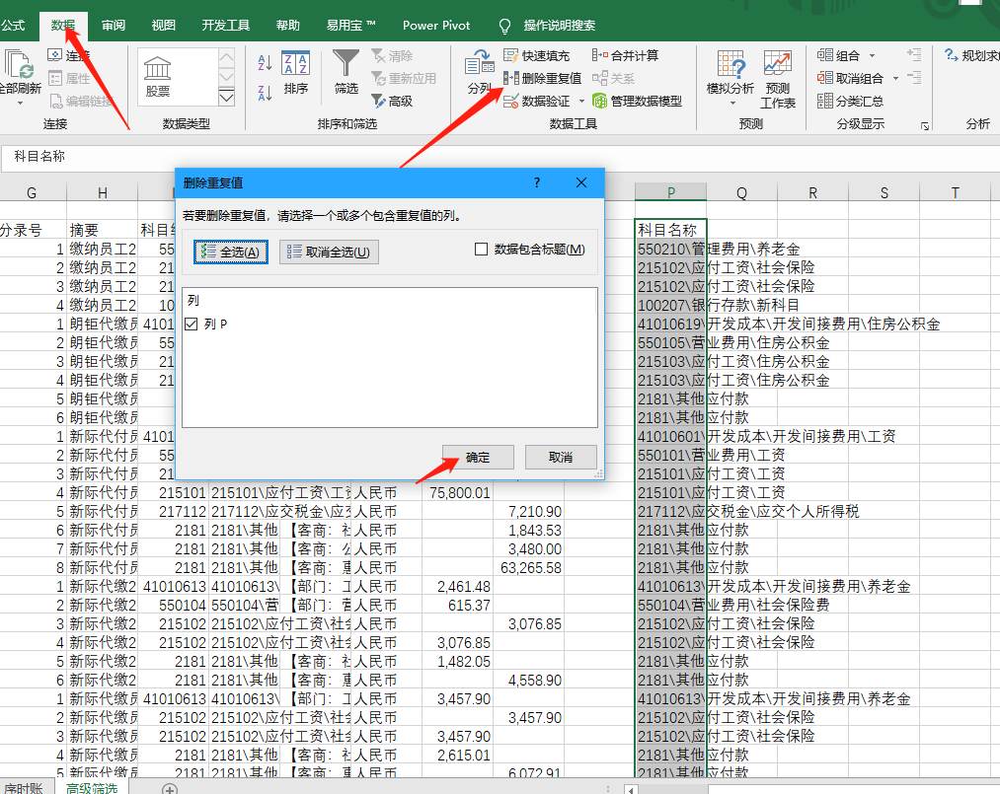 公式 数据 审阅 视图 开发工具 帮助 易用宝 ™ Power Pivot 操作说明搜索
连接 股票 清除 快速填充 合并计算 组合 规划求
全部刷新 属性 排序 筛选 重新应用 分列 删除重复值 关系 模拟分析 预测 取消组合
编辑链接 高级 数据验证 管理数据模型 工作表 分类汇总
连接 数据类型 排序和筛选 数据工具 预测 分级显示 分析
科目名称
G H P Q R S T
删除重复值 ?
若要删除重复值，请选择一个或多个包含重复值的列。
全选(A) 取消全选(U) 数据包含标题(M)
列
列 P
确定 取消
分录号 摘要 科目 科目名称
1 缴纳员工2 55 550210\管理费用\养老金
2 缴纳员工2 21 215102\应付工资\社会保险
3 缴纳员工2 21 215102\应付工资\社会保险
4 缴纳员工2 10 100207\银行存款\新科目
1 朗钜代缴员 41010 41010619\开发成本\开发间接费用\住房公积金
2 朗钜代缴员 55 550105\营业费用\住房公积金
3 朗钜代缴员 21 215103\应付工资\住房公积金
4 朗钜代缴员 21 215103\应付工资\住房公积金
5 朗钜代缴员 2181\其他应付款
6 朗钜代缴员 2181\其他应付款
1 新际代付员 41010 41010601\开发成本\开发间接费用\工资
2 新际代付员 55 550101\营业费用\工资
3 新际代付员 21 215101\应付工资\工资
4 新际代付员 215101 215101\应付工资\工资 人民币 75,800.01 215101\应付工资\工资
5 新际代付员 217112 217112\应交税金\应交 人民币 7,210.90 217112\应交税金\应交个人所得税
6 新际代付员 2181 2181\其他 【客商：社 人民币 1,843.53 2181\其他应付款
7 新际代付员 2181 2181\其他 【客商：公 人民币 3,480.00 2181\其他应付款
8 新际代付员 2181 2181\其他 【客商：惠 人民币 63,265.58 2181\其他应付款
1 新际代缴2 41010613 41010613\ 【部门：工 人民币 2,461.48 41010613\开发成本\开发间接费用\养老金
2 新际代缴2 550104 550104\营 【部门：营 人民币 615.37 550104\营业费用\社会保险费
3 新际代缴2 215102 215102\应付工资\社会 人民币 3,076.85 215102\应付工资\社会保险
4 新际代缴2 215102 215102\应付工资\社会 人民币 3,076.85 215102\应付工资\社会保险
5 新际代缴2 2181 2181\其他 【客商：社 人民币 1,482.05 2181\其他应付款
6 新际代缴2 2181 2181\其他 【客商：惠 人民币 4,558.90 2181\其他应付款
1 新际代缴2 41010613 41010613\ 【部门：工 人民币 3,457.90 41010613\开发成本\开发间接费用\养老金
2 新际代缴2 215102 215102\应付工资\社会 人民币 3,457.90 215102\应付工资\社会保险
3 新际代缴2 215102 215102\应付工资\社会 人民币 3,457.90 215102\应付工资\社会保险
4 新际代缴2 2181 2181\其他 【客商：社 人民币 2,615.01 2181\其他应付款
5 新际代缴2 2181 2181\其他 【客商：惠 人民币 6,072.91 2181\其他应付款
序时账 高级筛选